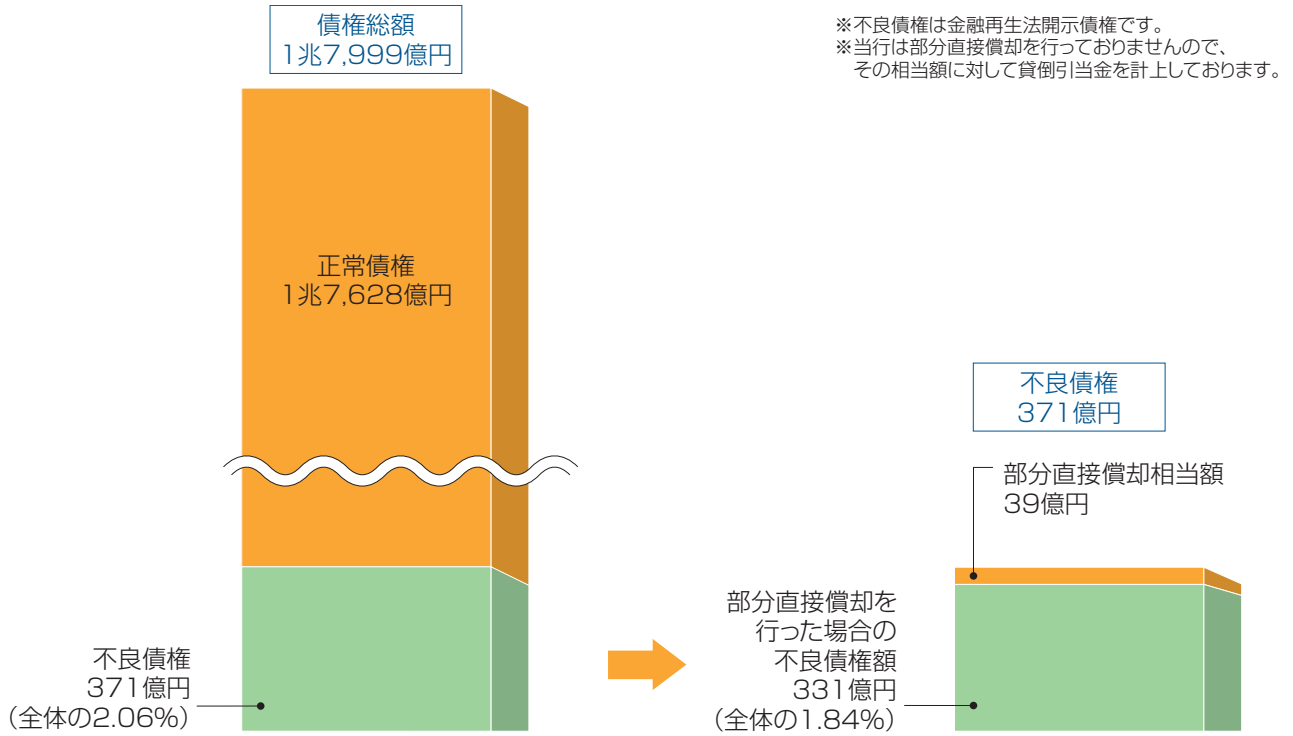 債権総額
1兆7,999億円
※不良債権は金融再生法開示債権です。
※当行は部分直接償却を行っておりませんので、
その相当額に対して貸倒引当金を計上しております。
正常債権
1兆7,628億円
不良債権
371億円
(全体の2.06%)
不良債権
371億円
部分直接償却相当額
39億円
部分直接償却を
行った場合の
不良債権額
331億円
(全体の1.84%)